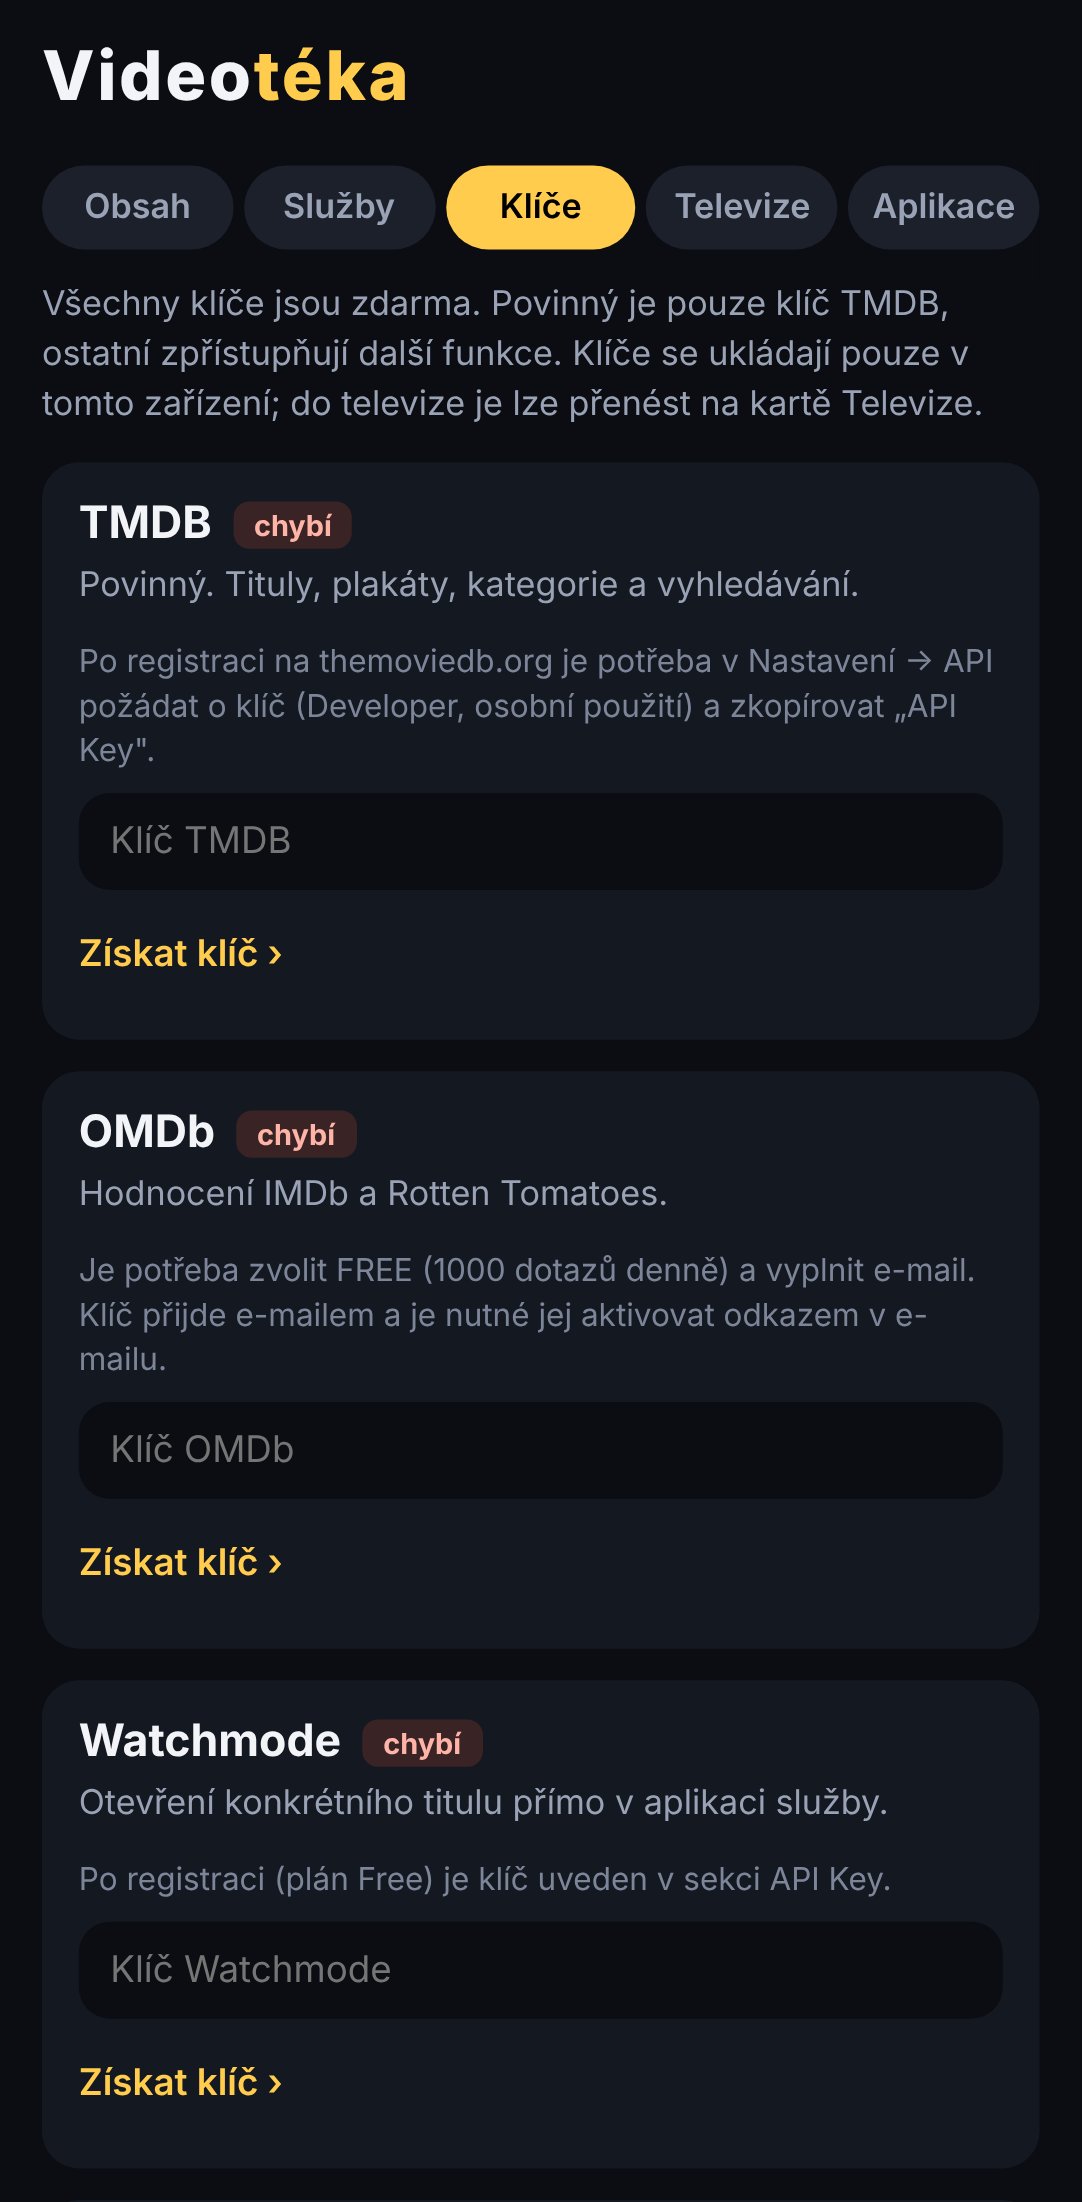 Videotéka
Obsah Služby Klíče Televize Aplikace
Všechny klíče jsou zdarma. Povinný je pouze klíč TMDB,
ostatní zpřístupňují další funkce. Klíče se ukládají pouze v
tomto zařízení; do televize je lze přenést na kartě Televize.
TMDB chybí
Povinný. Tituly, plakáty, kategorie a vyhledávání.
Po registraci na themoviedb.org je potřeba v Nastavení → API
požádat o klíč (Developer, osobní použití) a zkopírovat „API
Key".
Klíč TMDB
Získat klíč ›
OMDb chybí
Hodnocení IMDb a Rotten Tomatoes.
Je potřeba zvolit FREE (1000 dotazů denně) a vyplnit e-mail.
Klíč přijde e-mailem a je nutné jej aktivovat odkazem v e-
mailu.
Klíč OMDb
Získat klíč ›
Watchmode chybí
Otevření konkrétního titulu přímo v aplikaci služby.
Po registraci (plán Free) je klíč uveden v sekci API Key.
Klíč Watchmode
Získat klíč ›